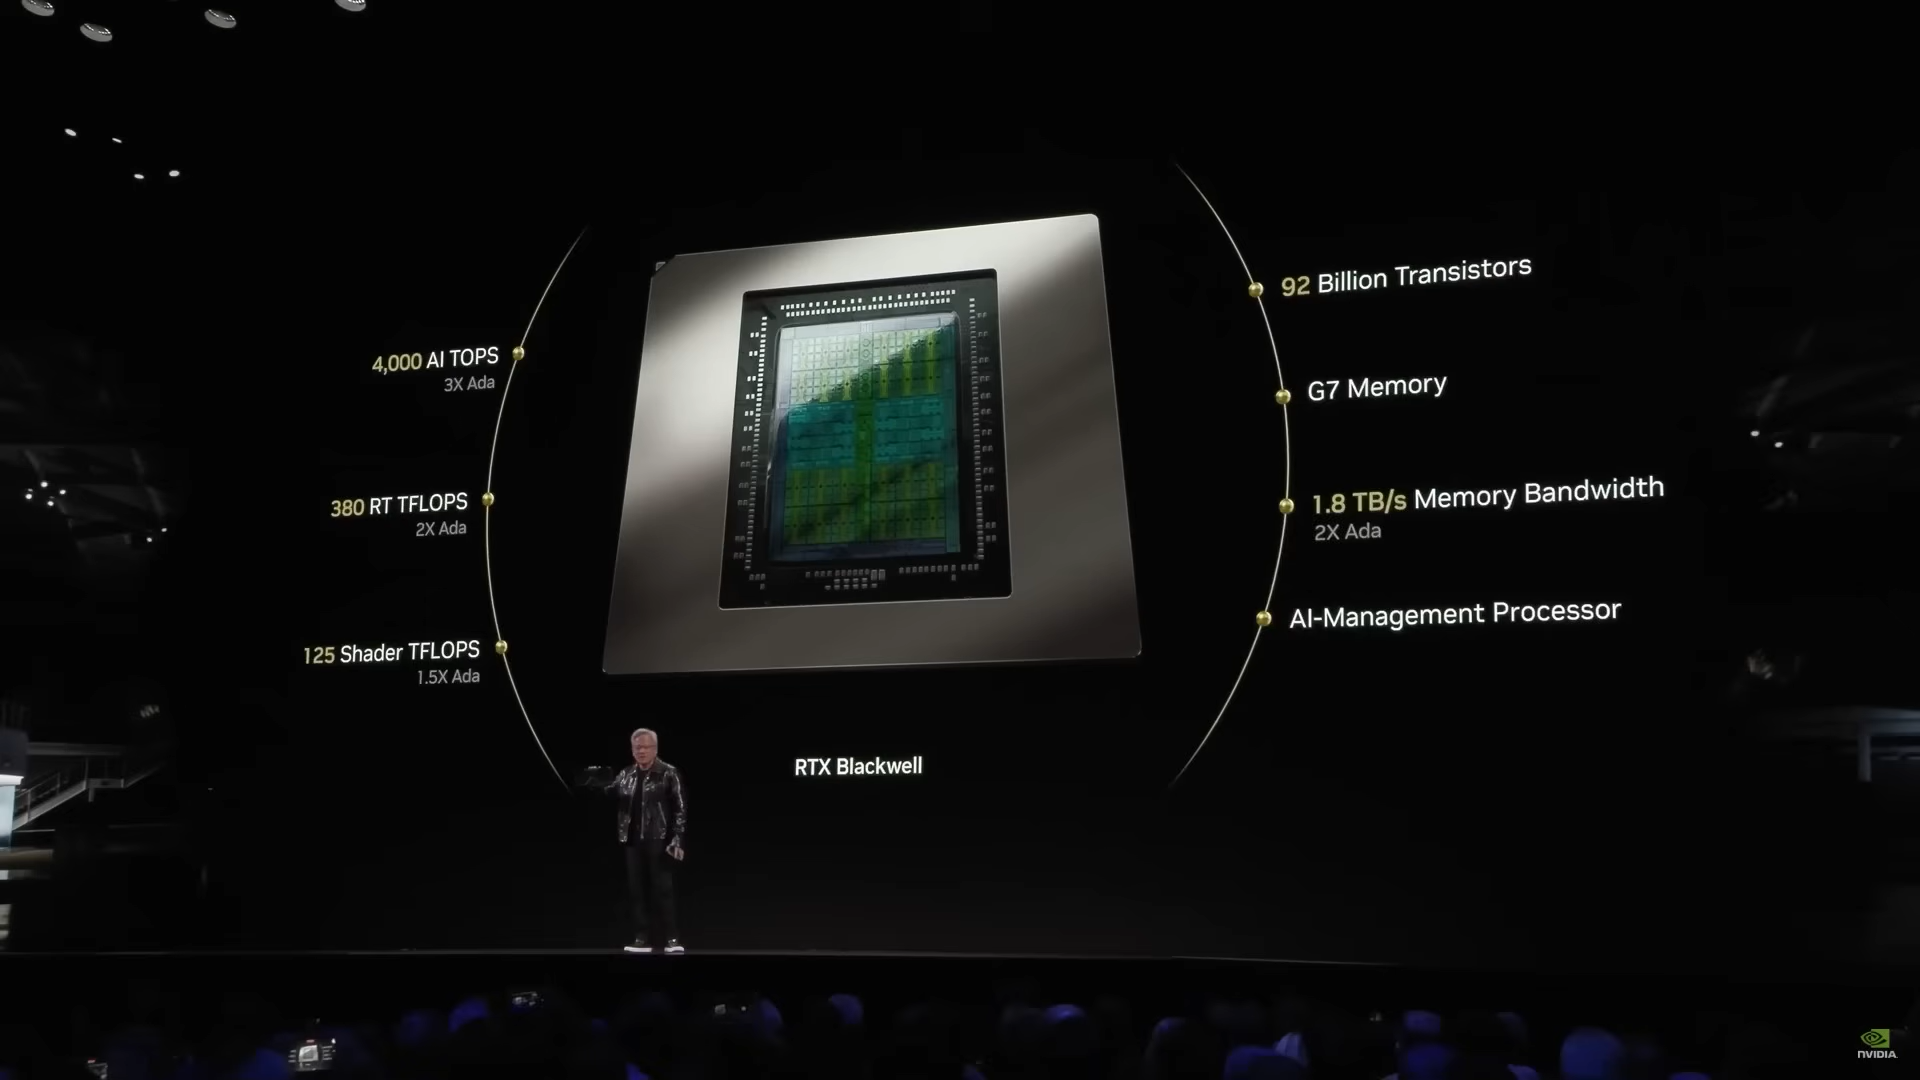 4,000 AI TOPS
3X Ada
380 RT TFLOPS
2X Ada
125 Shader TFLOPS
1.5X Ada
92 Billion Transistors
G7 Memory
1.8 TB/s Memory Bandwidth
2X Ada
AI-Management Processor
RTX Blackwell
NVIDIA